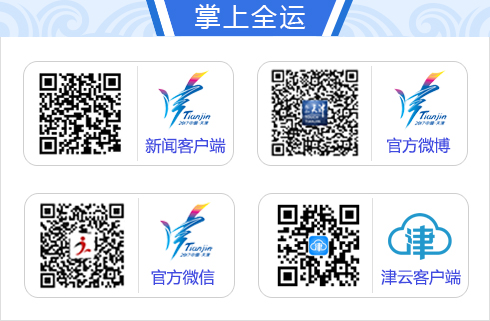 掌上全运
Tianjin
2017中国·天津
新闻客户端
Tianjin
2017中国·天津
官方微博
Tianjin
2017中国·天津
官方微信
津
津云客户端